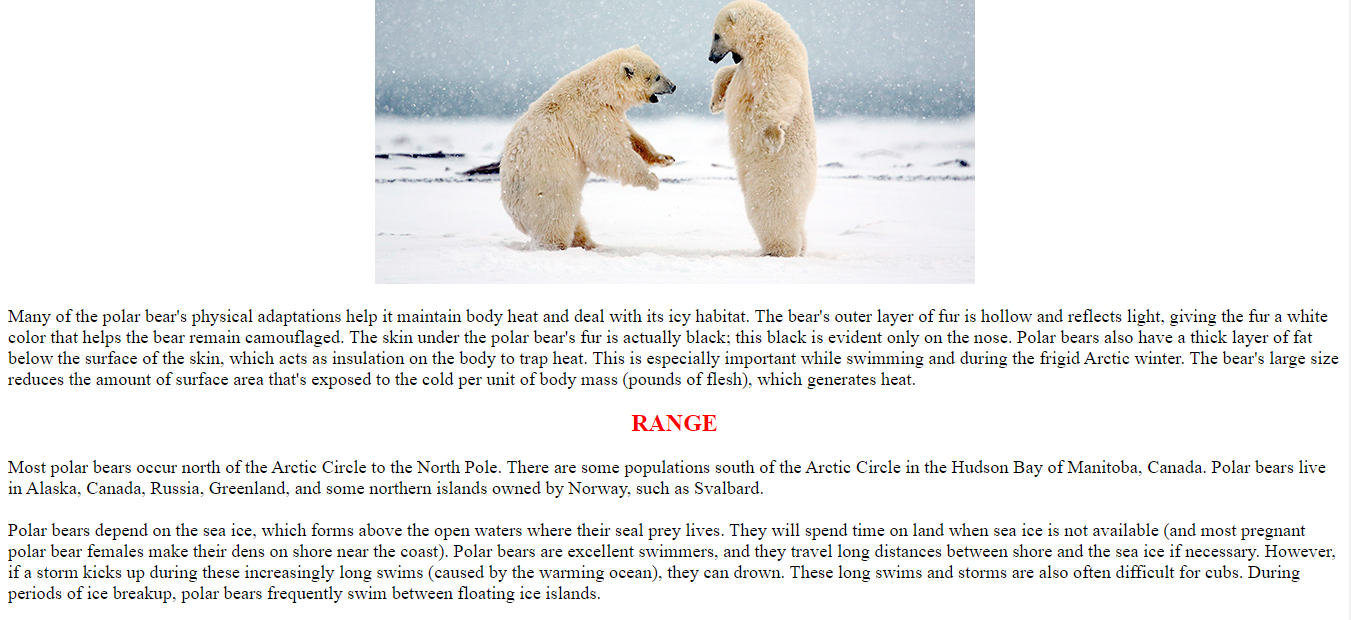 Many of the polar bear's physical adaptations help it maintain body heat and deal with its icy habitat. The bear's outer layer of fur is hollow and reflects light, giving the fur a white
color that helps the bear remain camouflaged. The skin under the polar bear's fur is actually black; this black is evident only on the nose. Polar bears also have a thick layer of fat
below the surface of the skin, which acts as insulation on the body to trap heat. This is especially important while swimming and during the frigid Arctic winter. The bear's large size
reduces the amount of surface area that's exposed to the cold per unit of body mass (pounds of flesh), which generates heat.
RANGE
Most polar bears occur north of the Arctic Circle to the North Pole. There are some populations south of the Arctic Circle in the Hudson Bay of Manitoba, Canada. Polar bears live
in Alaska, Canada, Russia, Greenland, and some northern islands owned by Norway, such as Svalbard.
Polar bears depend on the sea ice, which forms above the open waters where their seal prey lives. They will spend time on land when sea ice is not available (and most pregnant
polar bear females make their dens on shore near the coast). Polar bears are excellent swimmers, and they travel long distances between shore and the sea ice if necessary. However,
if a storm kicks up during these increasingly long swims (caused by the warming ocean), they can drown. These long swims and storms are also often difficult for cubs. During
periods of ice breakup, polar bears frequently swim between floating ice islands.